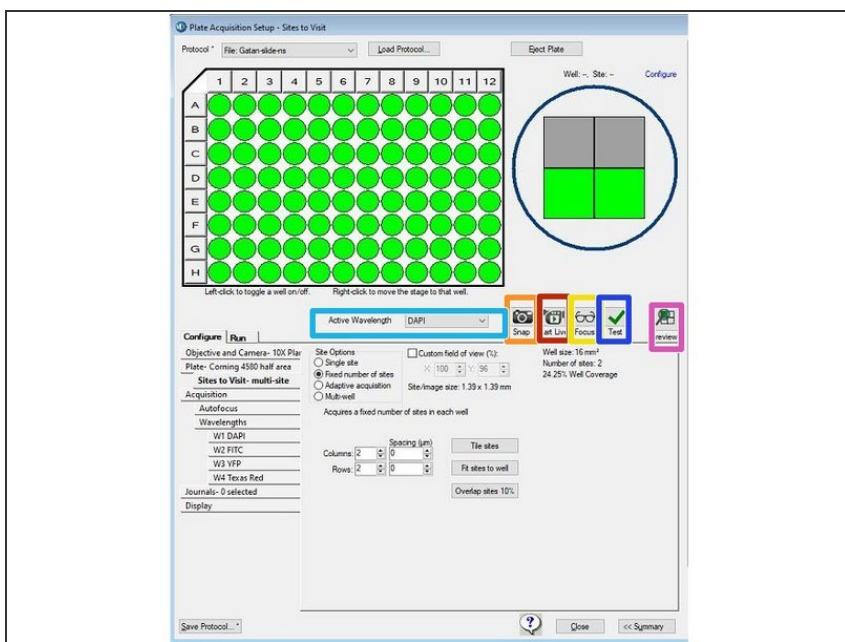 Plate Acquisition Setup - Sites to Visit
Protocol * File: Gatan-slide-ns Load Protocol... Eject Plate
Well: -, Site: - Configure
1 2 3 4 5 6 7 8 9 10 11 12
A
B
C
D
E
F
G
H
Left-click to toggle a well on/off. Right-click to move the stage to that well.
Active Wavelength DAPI
Snap art Live Focus Test review
Configure Run
Objective and Camera- 10X Plan
Plate- Corning 4580 half area
Sites to Visit- multi-site
Acquisition
Autofocus
Wavelengths
W1 DAPI
W2 FITC
W3 YFP
W4 Texas Red
Journals- 0 selected
Display
Site Options
Single site
Fixed number of sites
Adaptive acquisition
Multi-well
Custom field of view (%):
X: 100 Y: 96
Site/image size: 1.39 x 1.39 mm
Well size: 16 mm²
Number of sites: 2
24.25% Well Coverage
Acquires a fixed number of sites in each well
Spacing (µm)
Columns: 2 0
Rows: 2 0
Tile sites
Fit sites to well
Overlap sites 10%
Save Protocol... * Close << Summary